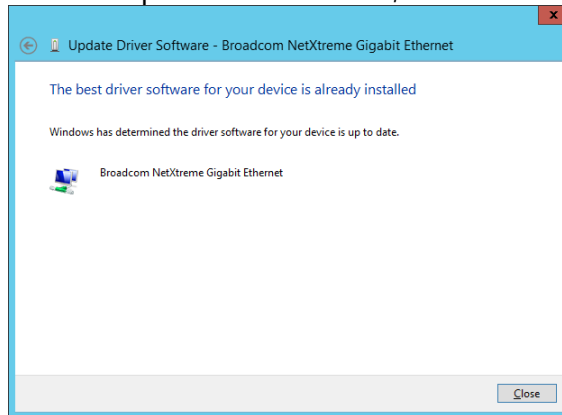 x
Update Driver Software - Broadcom NetXtreme Gigabit Ethernet
The best driver software for your device is already installed
Windows has determined the driver software for your device is up to date.
Broadcom NetXtreme Gigabit Ethernet
Close